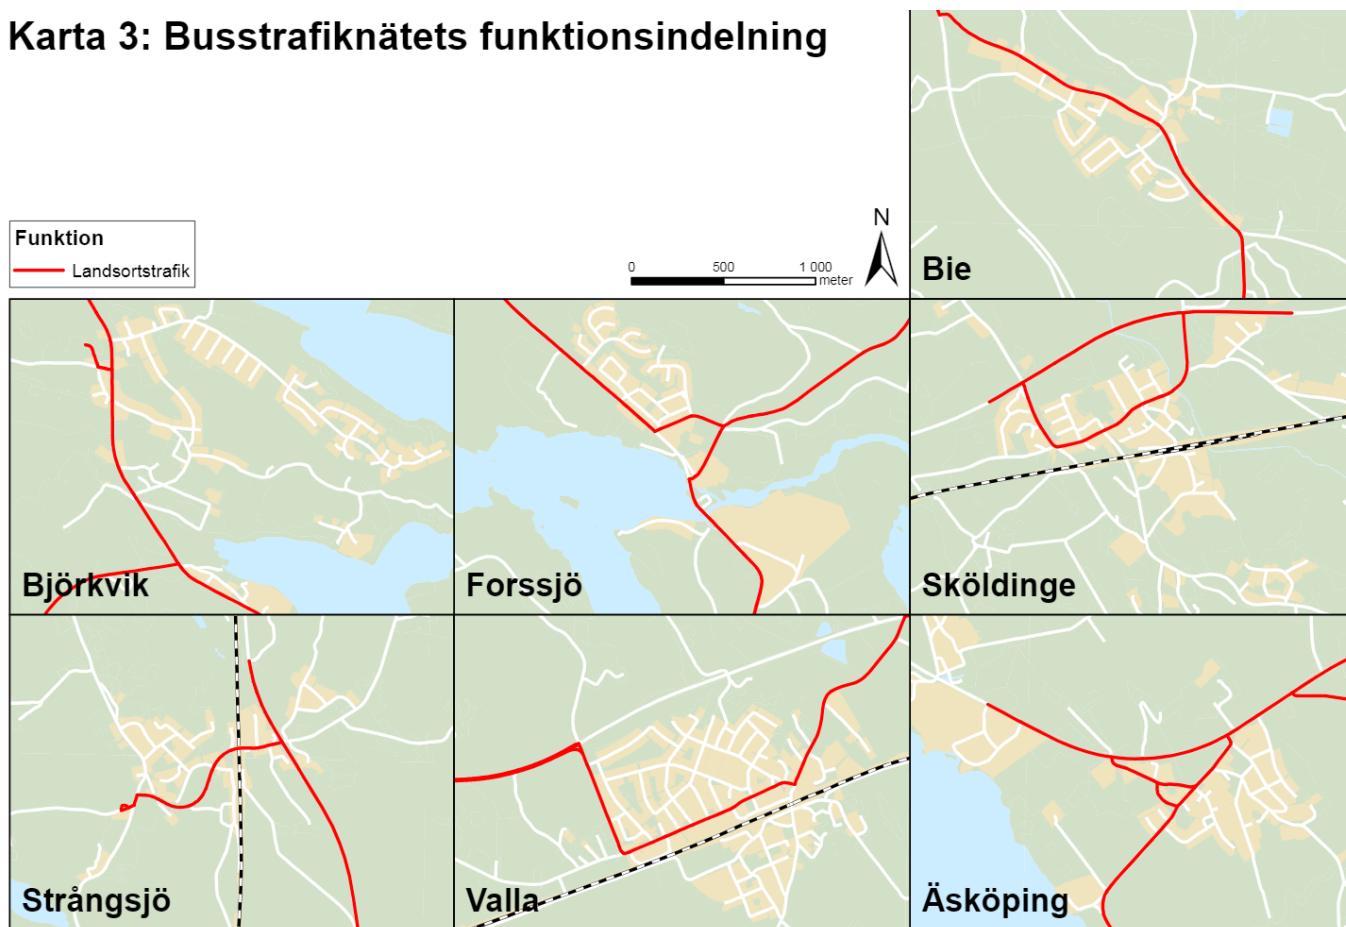 Karta 3: Busstrafiknätets funktionsindelning
Funktion
Landsortstrafik
N
0 500 1 000
meter
Bie
Björkvik
Forssjö
Sköldinge
Strångsjö
Valla
Äsköping